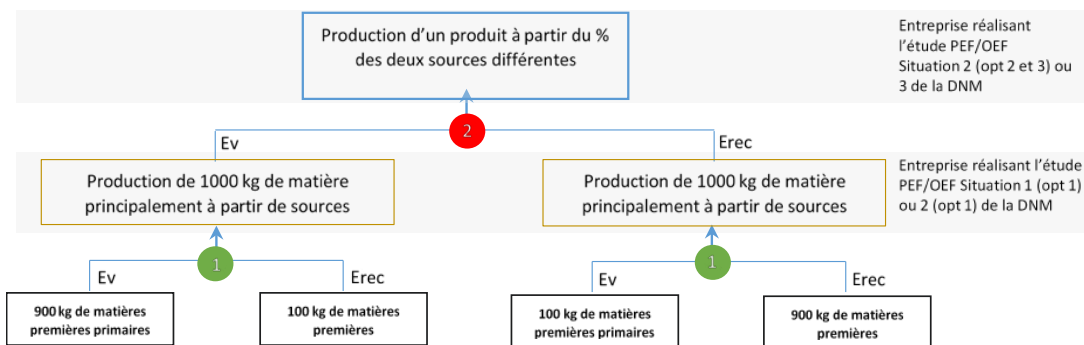 Production d'un produit à partir du %
des deux sources différentes
Entreprise réalisant
l'étude PEF/OEF
Situation 2 (opt 2 et 3) ou
3 de la DNM
2
Ev
Erec
Production de 1000 kg de matière
principalement à partir de sources
Production de 1000 kg de matière
principalement à partir de sources
Entreprise réalisant l'étude
PEF/OEF Situation 1 (opt 1)
ou 2 (opt 1) de la DNM
1
1
Ev
Erec
Ev
Erec
900 kg de matières
premières primaires
100 kg de matières
premières
100 kg de matières
premières primaires
900 kg de matières
premières